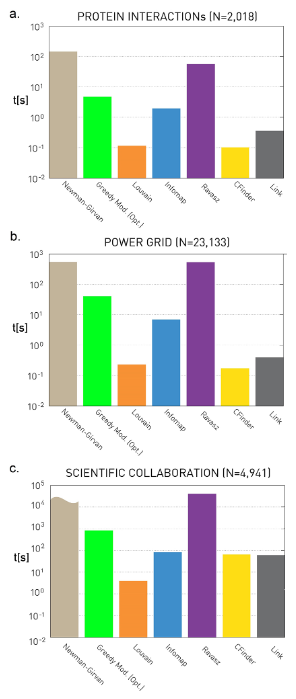 a.
PROTEIN INTERACTIONs (N=2,018)
10³
10²
10¹
t[s]
10⁰
10⁻¹
10⁻²
Newman-Girvan
Greedy Mod. (Opt.)
Louvain
Infomap
Ravasz
CFinder
Link
b.
POWER GRID (N=23,133)
10³
10²
10¹
t[s]
10⁰
10⁻¹
10⁻²
Newman-Girvan
Greedy Mod. (Opt.)
Louvain
Infomap
Ravasz
CFinder
Link
c.
SCIENTIFIC COLLABORATION (N=4,941)
10⁵
10⁴
10³
10²
t[s]
10¹
10⁰
10⁻¹
10⁻²
Newman-Girvan
Greedy Mod. (Opt.)
Louvain
Infomap
Ravasz
CFinder
Link